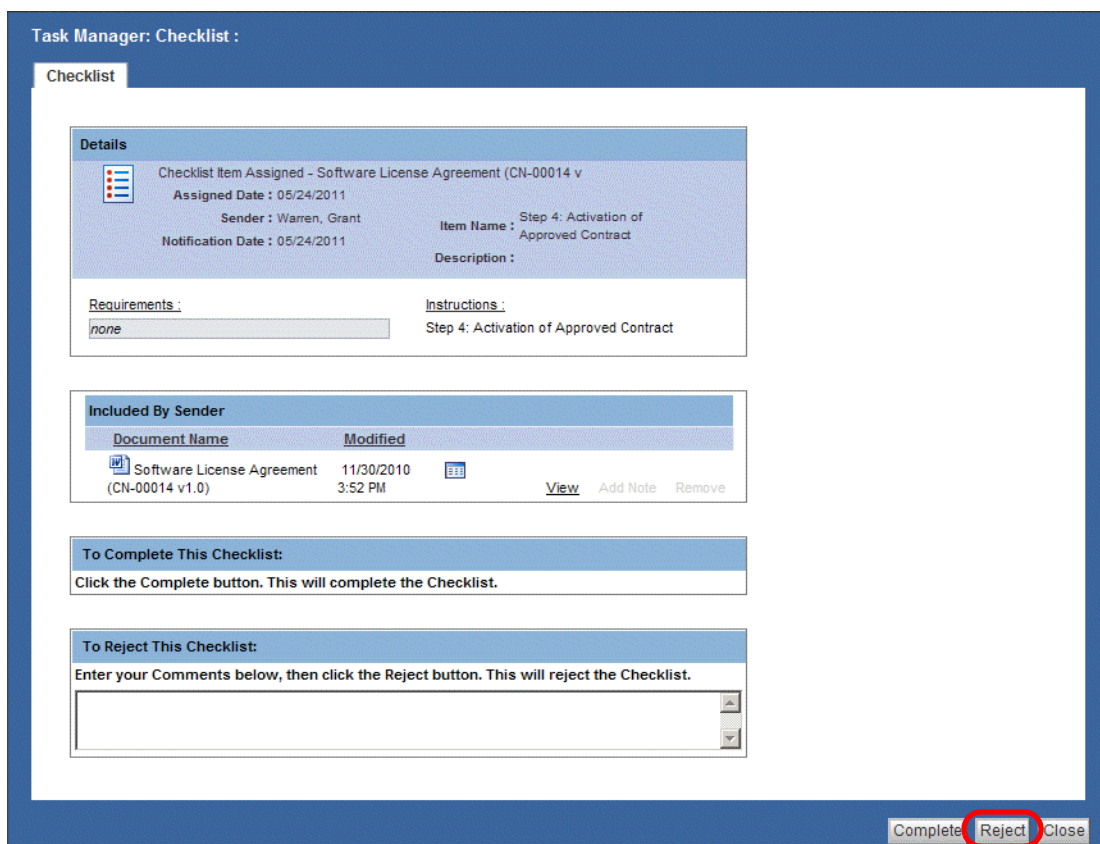 Task Manager: Checklist :
Checklist
Details
Checklist Item Assigned - Software License Agreement (CN-00014 v
Assigned Date : 05/24/2011
Sender : Warren, Grant
Notification Date : 05/24/2011
Item Name : Step 4: Activation of
Approved Contract
Description :
Requirements :
none
Instructions :
Step 4: Activation of Approved Contract
Included By Sender
Document Name Modified
Software License Agreement 11/30/2010
(CN-00014 v1.0) 3:52 PM View Add Note Remove
To Complete This Checklist:
Click the Complete button. This will complete the Checklist.
To Reject This Checklist:
Enter your Comments below, then click the Reject button. This will reject the Checklist.
Complete Reject Close